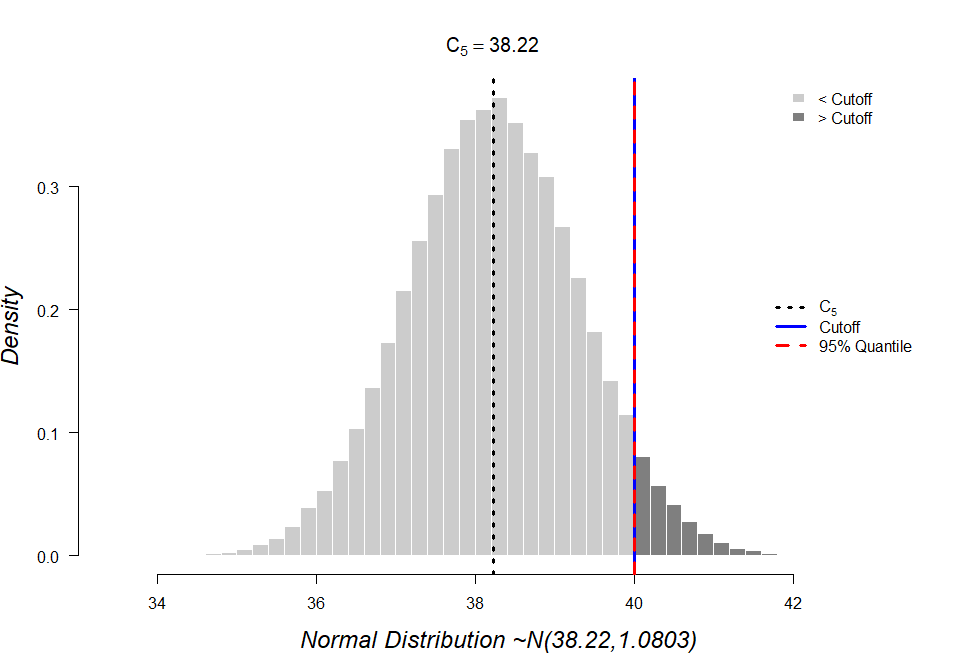 C₅ = 38.22
< Cutoff
> Cutoff
0.3
0.2
0.1
0.0
Density
C₅
Cutoff
95% Quantile
34 36 38 40 42
Normal Distribution ~N(38.22,1.0803)